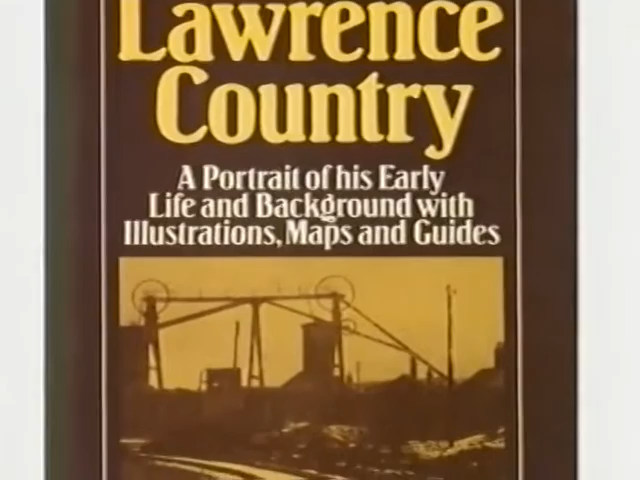 Lawrence
Country
A Portrait of his Early
Life and Background with
Illustrations, Maps and Guides